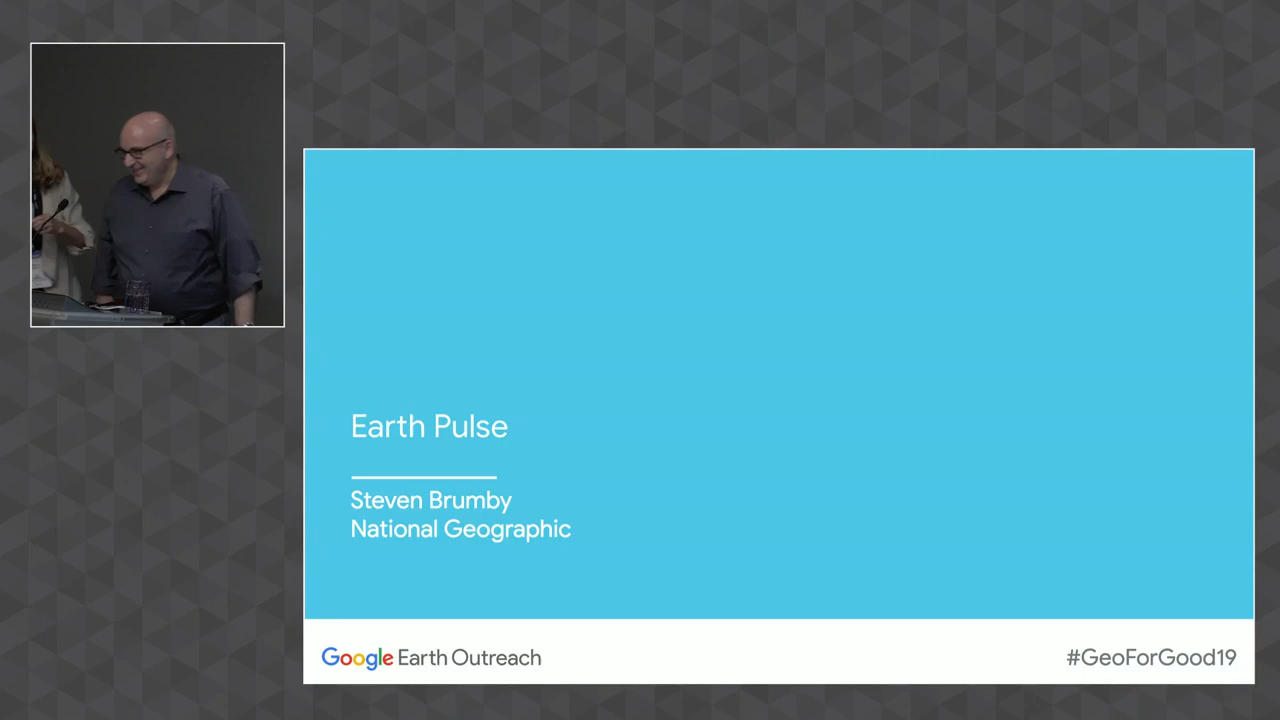 Earth Pulse
Steven Brumby
National Geographic
Google Earth Outreach
#GeoForGood19